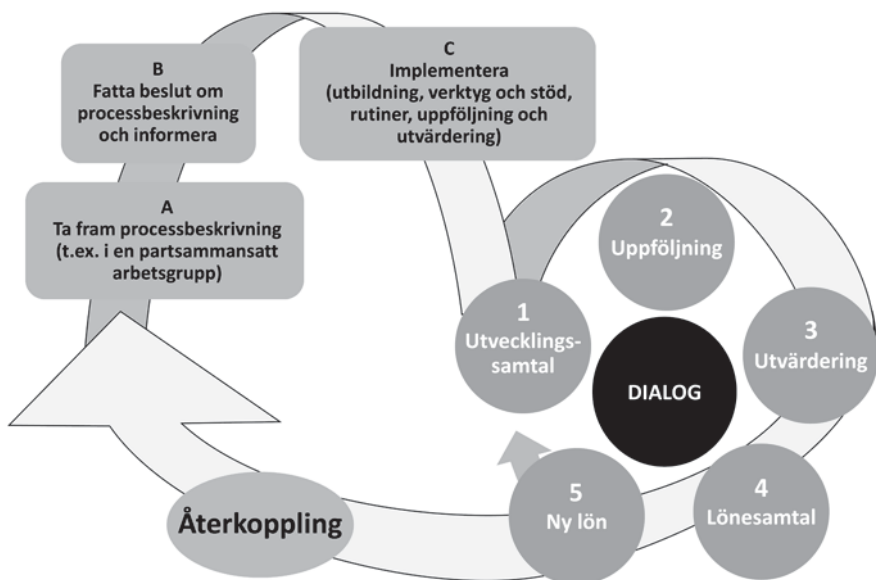 A
Ta fram processbeskrivning
(t.ex. i en partsammansatt
arbetsgrupp)
B
Fatta beslut om
processbeskrivning
och informera
C
Implementera
(utbildning, verktyg och stöd,
rutiner, uppföljning och
utvärdering)
1
Utvecklings-
samtal
2
Uppföljning
3
Utvärdering
4
Lönesamtal
5
Ny lön
DIALOG
Återkoppling